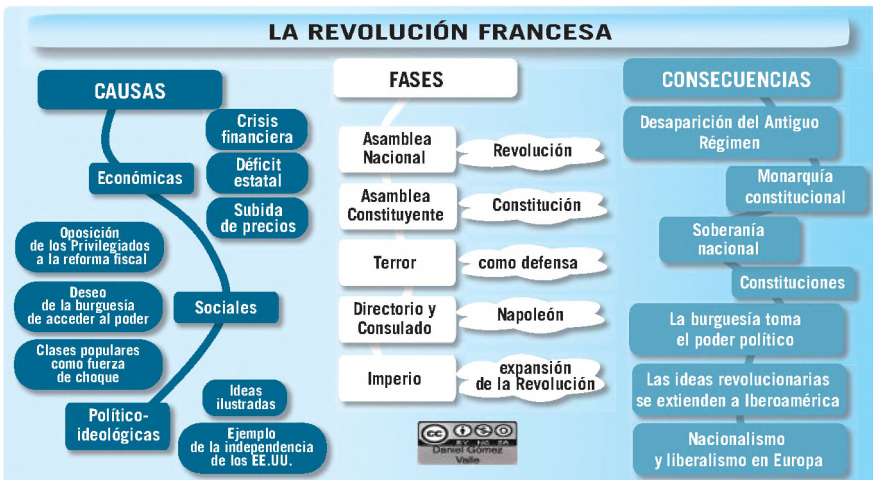 LA REVOLUCIÓN FRANCESA
CAUSAS
Económicas
Crisis
financiera
Déficit
estatal
Subida
de precios
Sociales
Oposición
de los Privilegiados
a la reforma fiscal
Deseo
de la burguesía
de acceder al poder
Clases populares
como fuerza
de choque
Político-
ideológicas
Ideas
ilustradas
Ejemplo
de la independencia
de los EE.UU.
FASES
Asamblea
Nacional
Revolución
Asamblea
Constituyente
Constitución
Terror
como defensa
Directorio y
Consulado
Napoleón
Imperio
expansión
de la Revolución
cc
BY NC SA
Daniel Gómez
Valle
CONSECUENCIAS
Desaparición del Antiguo
Régimen
Monarquía
constitucional
Soberanía
nacional
Constituciones
La burguesía toma
el poder político
Las ideas revolucionarias
se extienden a Iberoamérica
Nacionalismo
y liberalismo en Europa